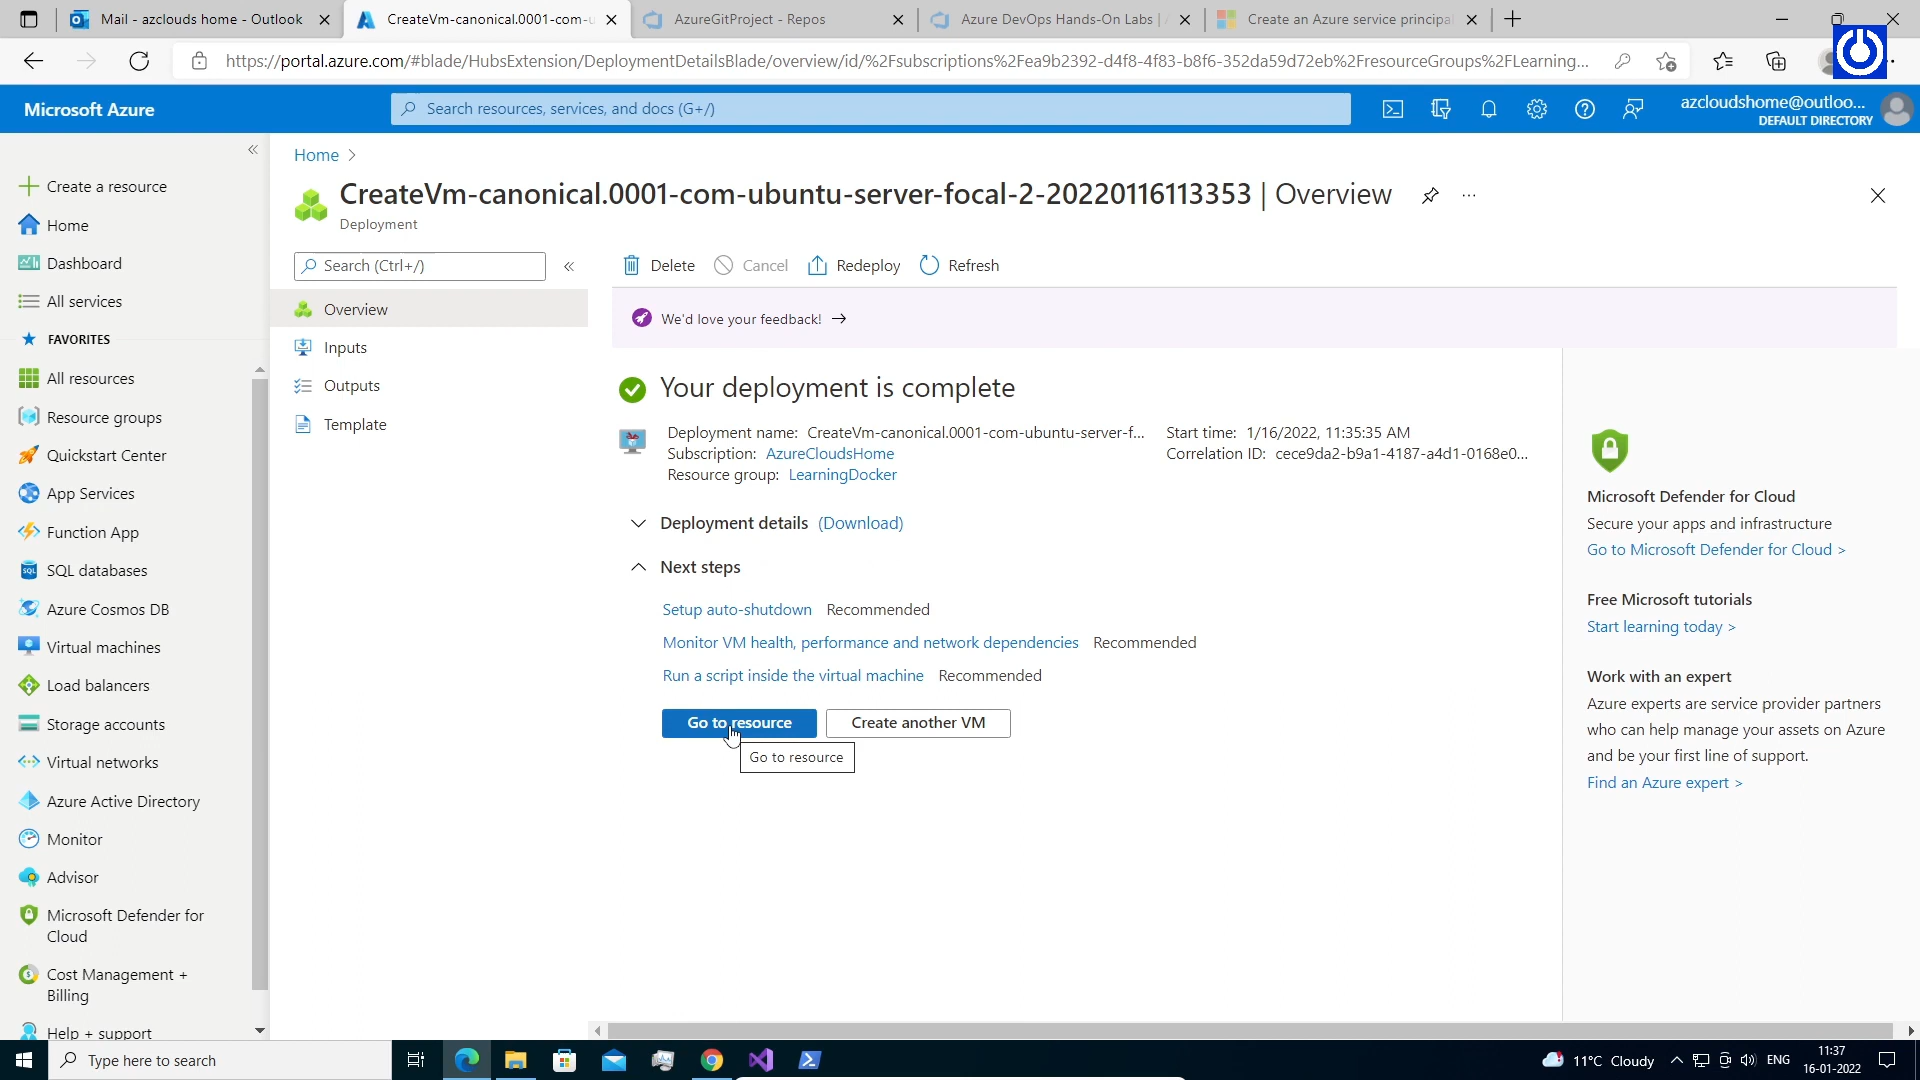 Mail - azclouds home - Outlook
CreateVm-canonical.0001-com-u
AzureGitProject - Repos
Azure DevOps Hands-On Labs |
Create an Azure service principa
https://portal.azure.com/#blade/HubsExtension/DeploymentDetailsBlade/overview/id/%2Fsubscriptions%2Fea9b2392-d4f8-4f83-b8f6-352da59d72eb%2FresourceGroups%2FLearning...
Microsoft Azure
Search resources, services, and docs (G+/)
azcloudshome@outloo...
DEFAULT DIRECTORY
Create a resource
Home
Dashboard
All services
FAVORITES
All resources
Resource groups
Quickstart Center
App Services
Function App
SQL databases
Azure Cosmos DB
Virtual machines
Load balancers
Storage accounts
Virtual networks
Azure Active Directory
Monitor
Advisor
Microsoft Defender for
Cloud
Cost Management +
Billing
Help + support
Home >
CreateVm-canonical.0001-com-ubuntu-server-focal-2-20220116113353 | Overview
...
Deployment
Search (Ctrl+/)
Overview
Inputs
Outputs
Template
Delete
Cancel
Redeploy
Refresh
We'd love your feedback! →
Your deployment is complete
Deployment name: CreateVm-canonical.0001-com-ubuntu-server-f...
Subscription: AzureCloudsHome
Resource group: LearningDocker
Start time: 1/16/2022, 11:35:35 AM
Correlation ID: cece9da2-b9a1-4187-a4d1-0168e0...
Deployment details (Download)
Next steps
Setup auto-shutdown Recommended
Monitor VM health, performance and network dependencies Recommended
Run a script inside the virtual machine Recommended
Go to resource
Create another VM
Go to resource
Microsoft Defender for Cloud
Secure your apps and infrastructure
Go to Microsoft Defender for Cloud >
Free Microsoft tutorials
Start learning today >
Work with an expert
Azure experts are service provider partners
who can help manage your assets on Azure
and be your first line of support.
Find an Azure expert >
Type here to search
11°C Cloudy
ENG
11:37
16-01-2022